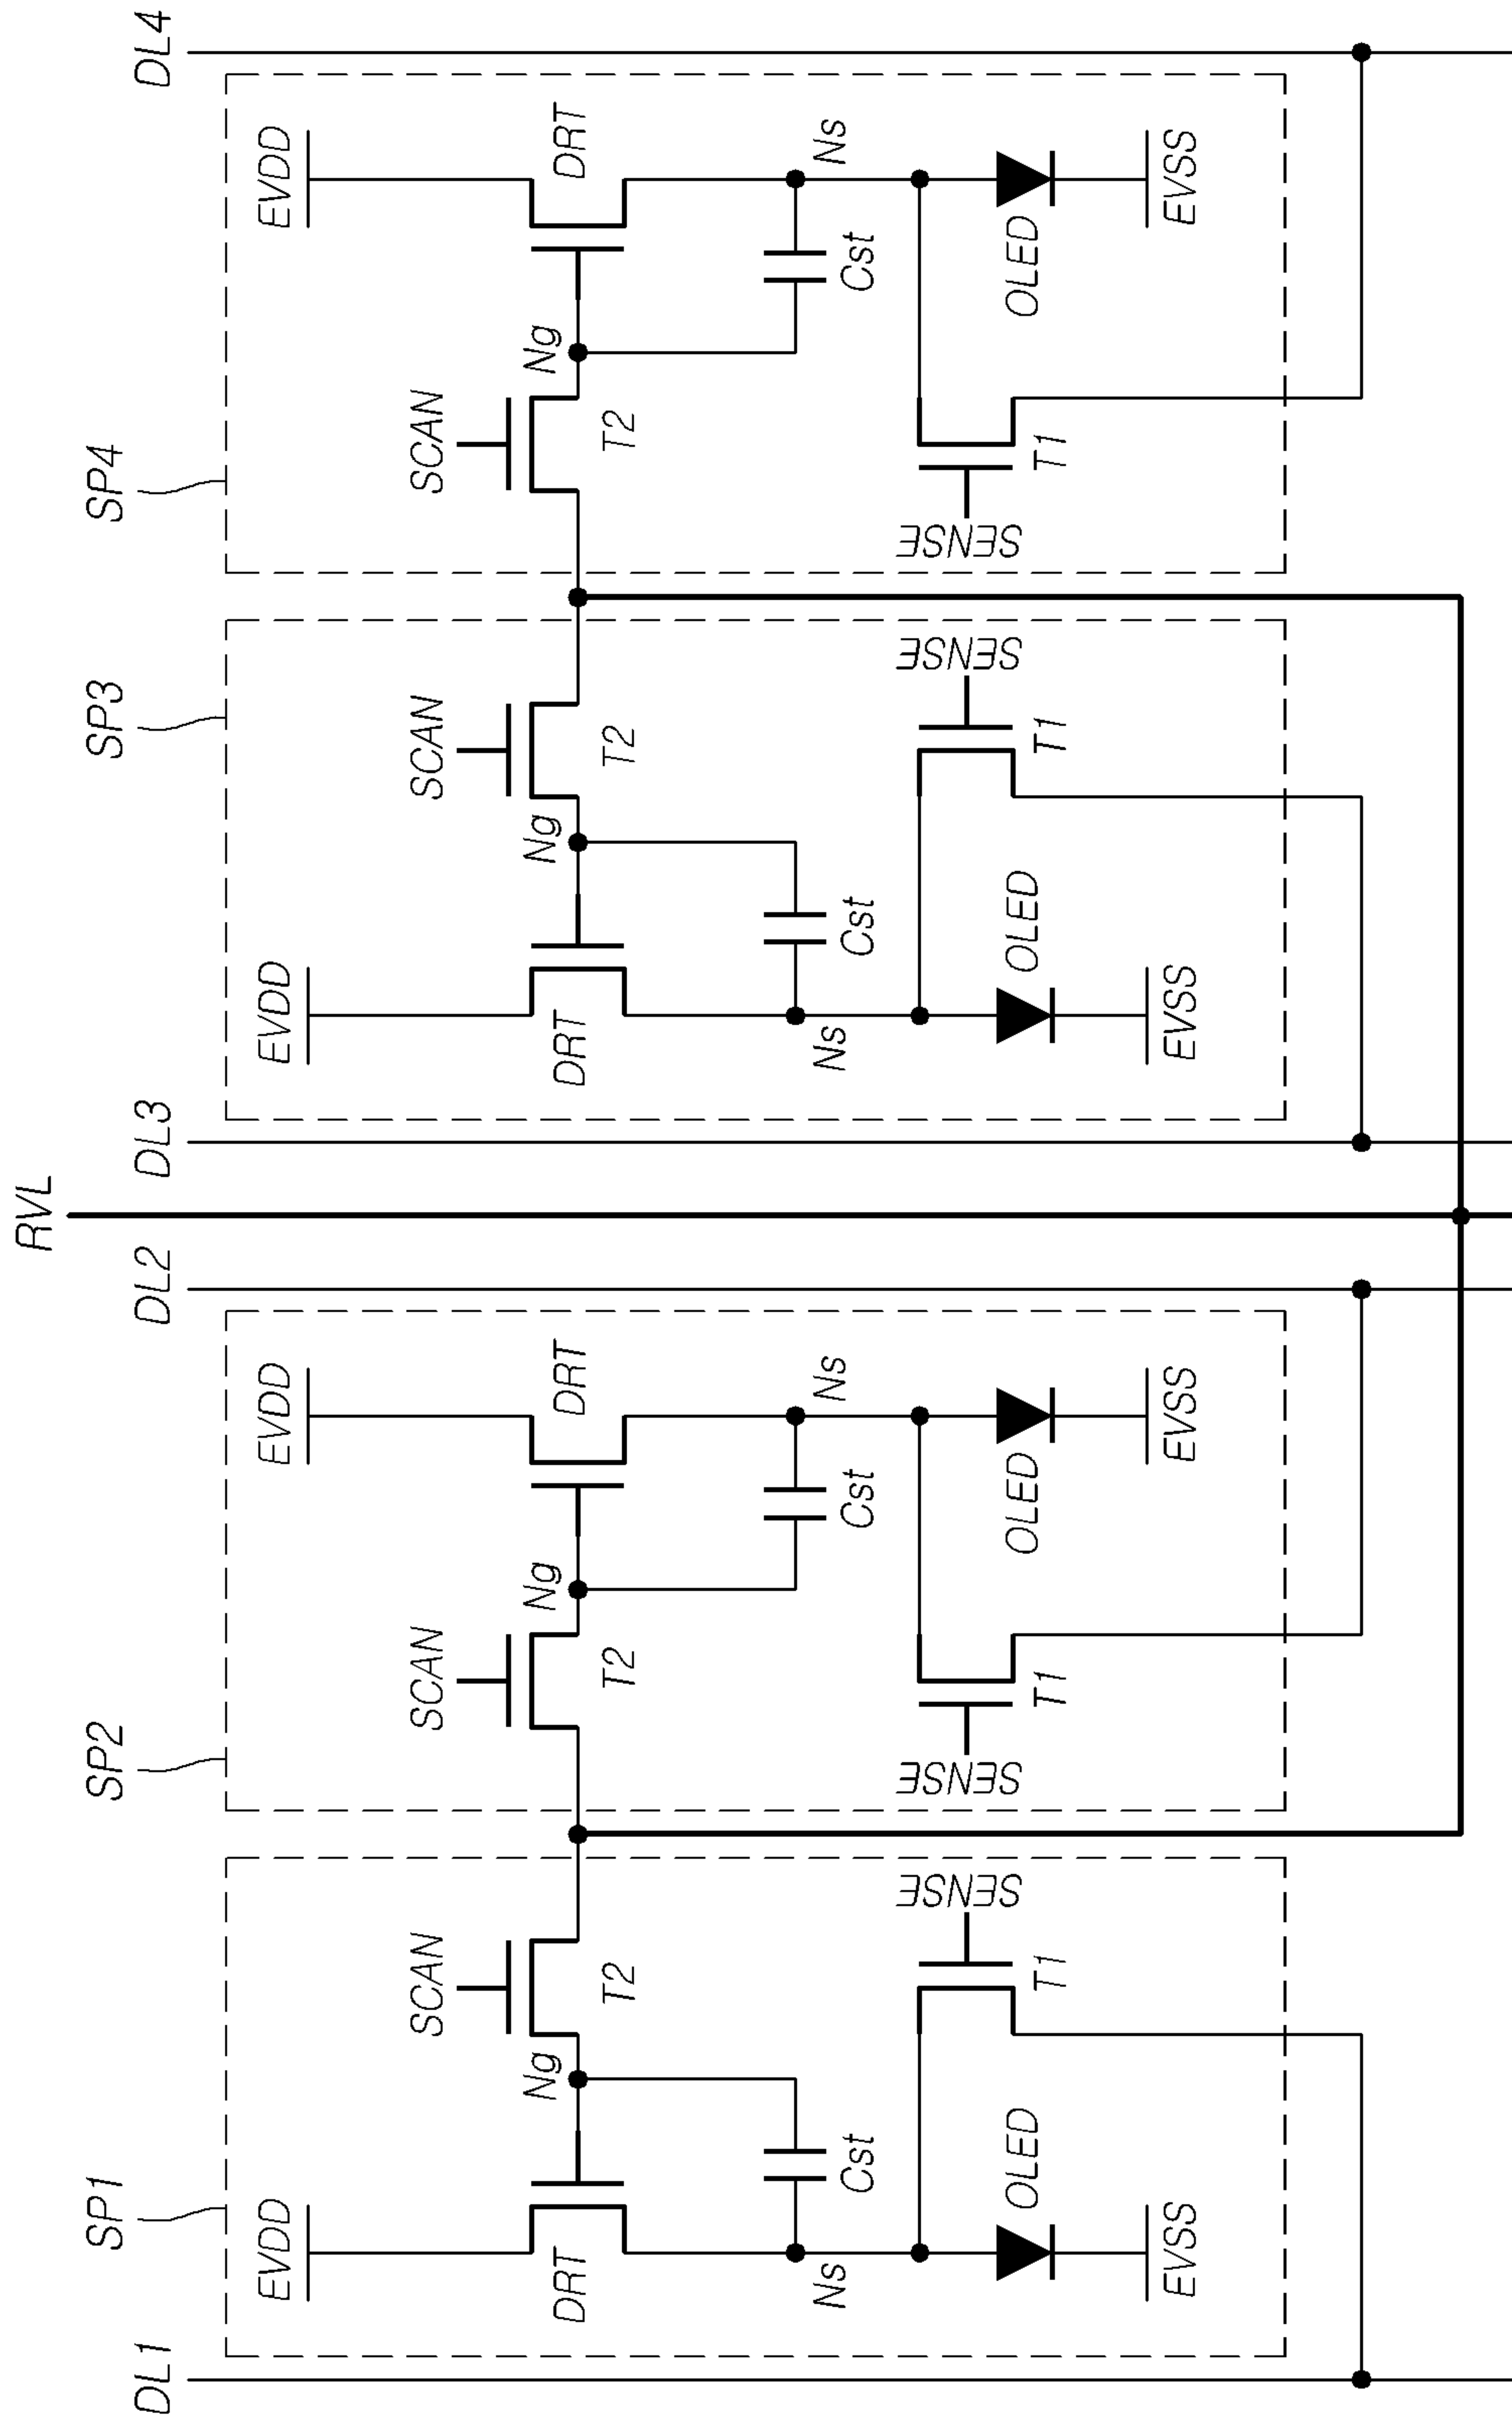 RVL
DL1
DL2
DL3
DL4
SP1
SP2
SP3
SP4
EVDD
SCAN
Ng
DRT
T2
Cst
Ns
SENSE
T1
OLED
EVSS
EVDD
SCAN
Ng
DRT
T2
Cst
Ns
SENSE
T1
OLED
EVSS
EVDD
SCAN
Ng
DRT
T2
Cst
Ns
SENSE
T1
OLED
EVSS
EVDD
SCAN
Ng
DRT
T2
Cst
Ns
SENSE
T1
OLED
EVSS